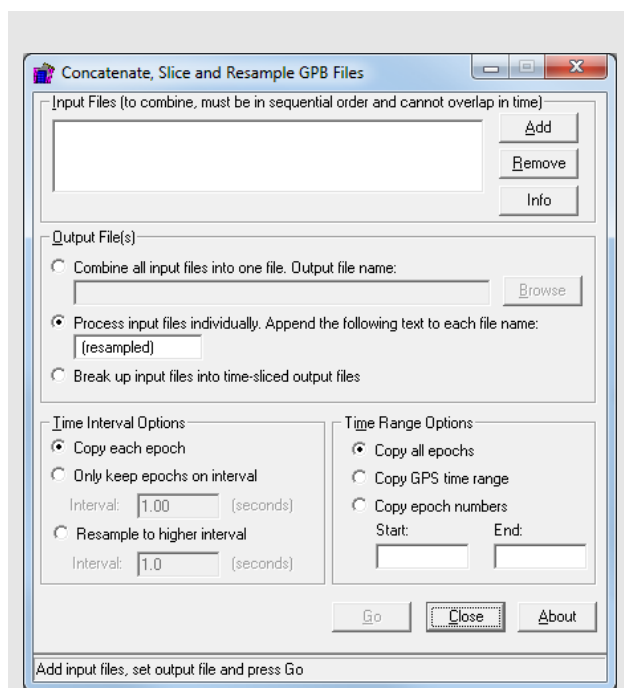 Concatenate, Slice and Resample GPB Files
Input Files (to combine, must be in sequential order and cannot overlap in time)
Add
Remove
Info
Output File(s)
Combine all input files into one file. Output file name:
Browse
Process input files individually. Append the following text to each file name:
(resampled)
Break up input files into time-sliced output files
Time Interval Options
Copy each epoch
Only keep epochs on interval
Interval: 1.00 (seconds)
Resample to higher interval
Interval: 1.0 (seconds)
Time Range Options
Copy all epochs
Copy GPS time range
Copy epoch numbers
Start: End:
Go Close About
Add input files, set output file and press Go